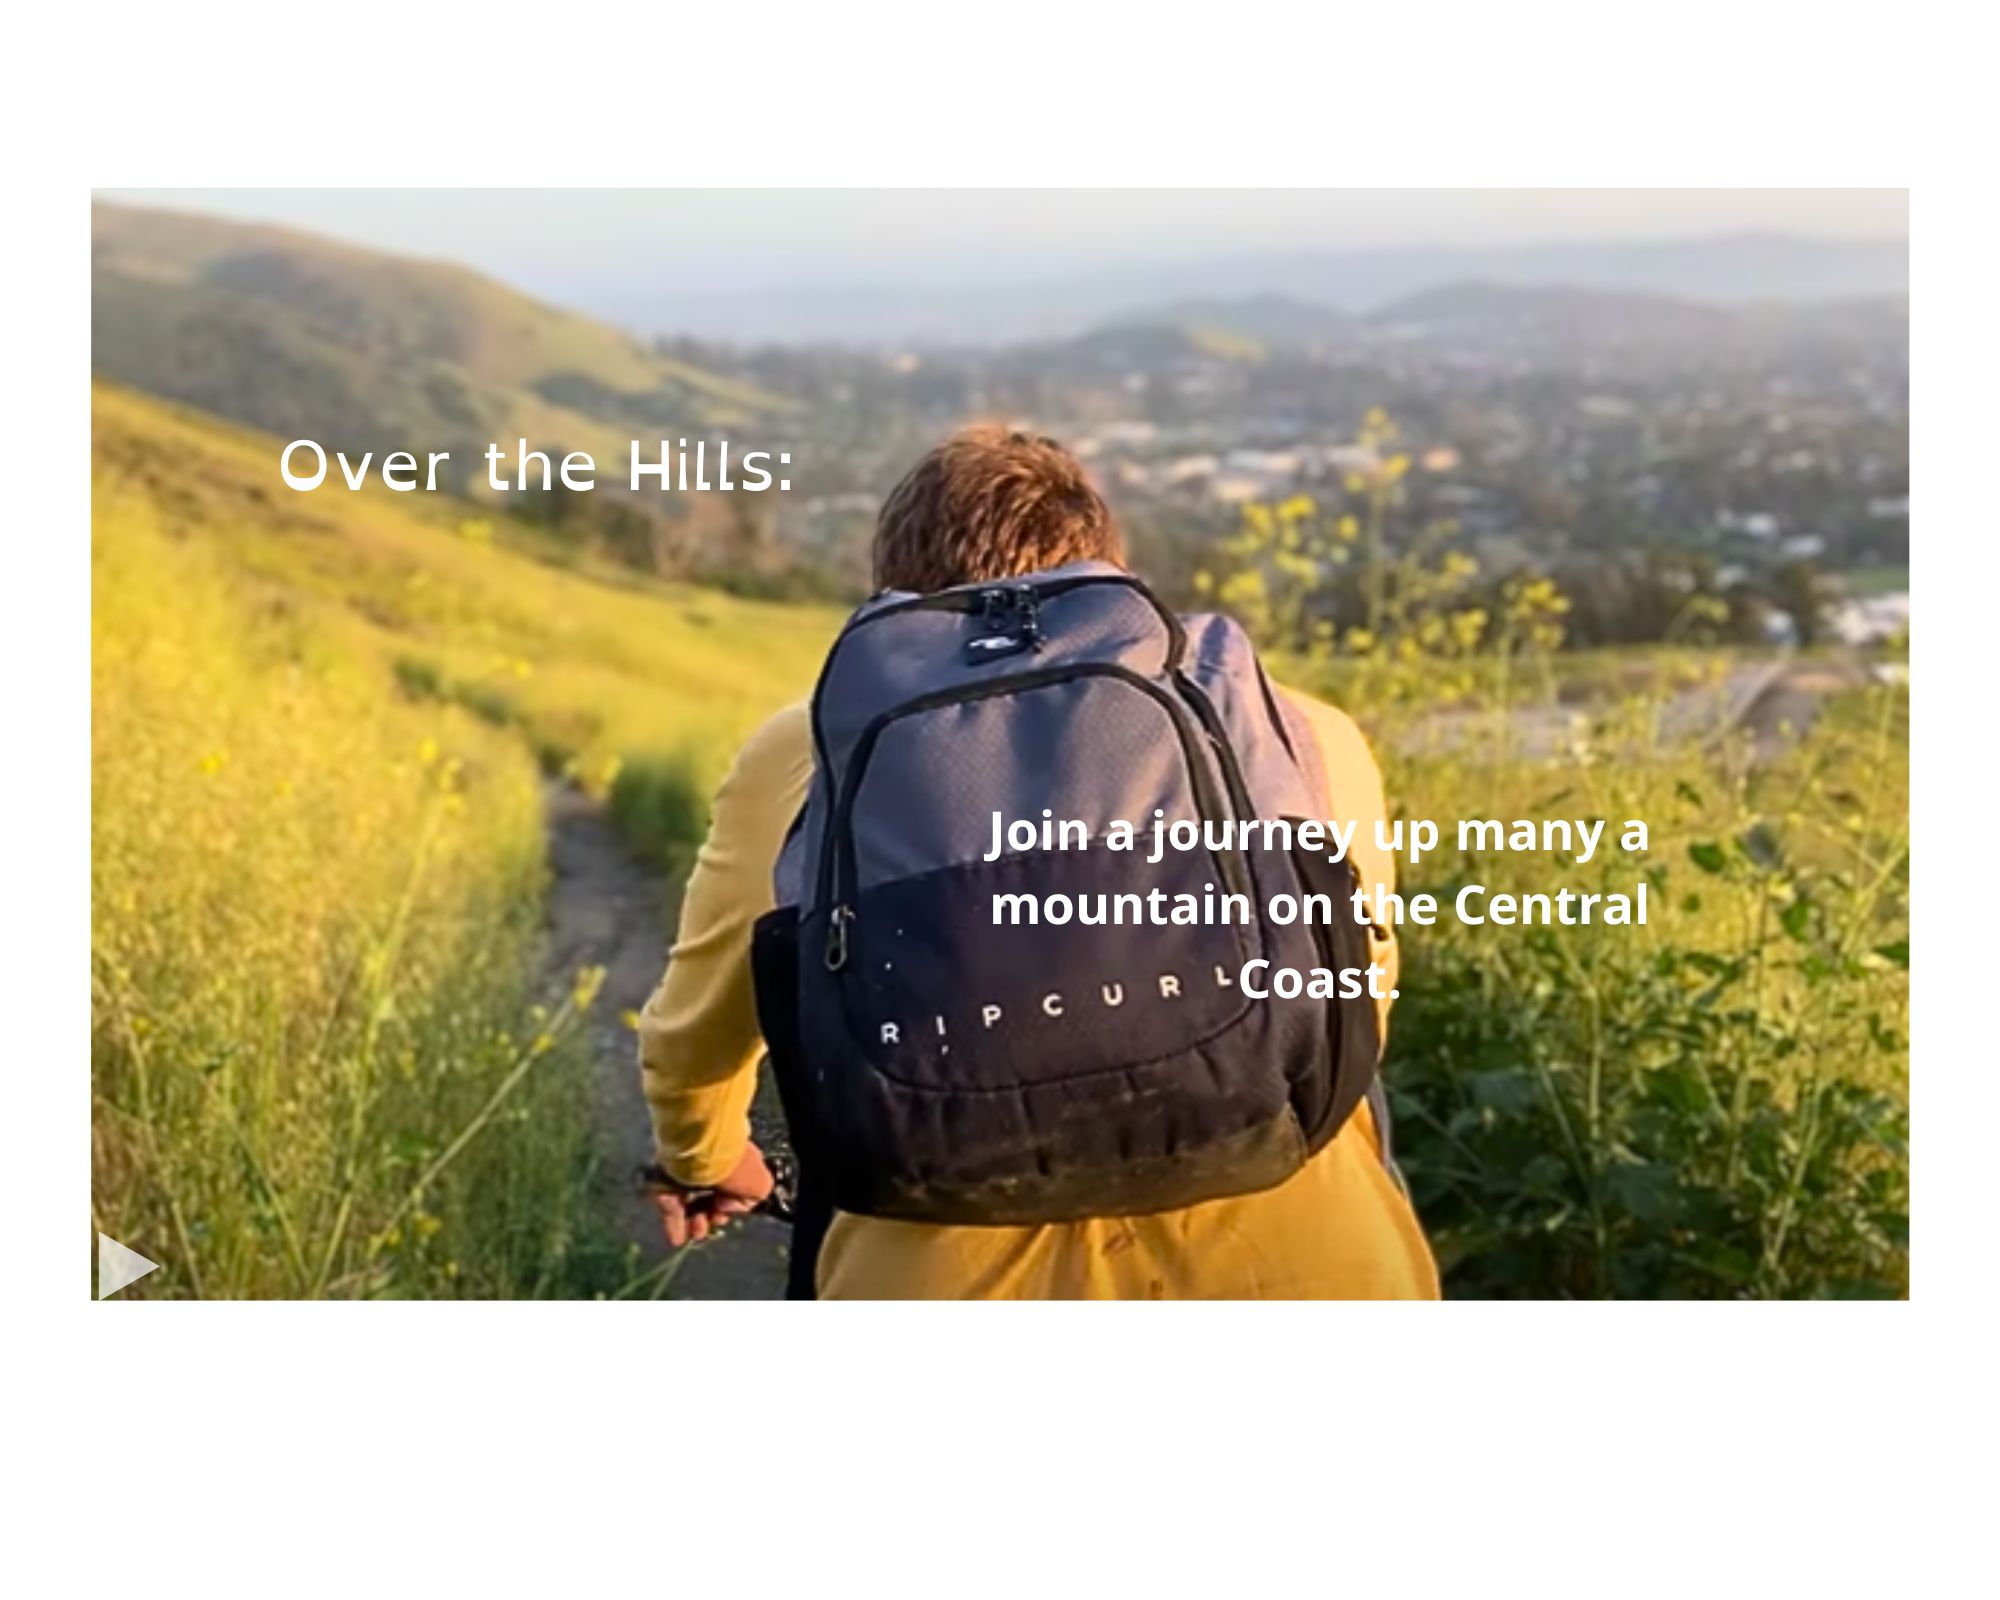 Over the Hills:
Join a journey up many a
mountain on the Central
Coast.
RIPCURL